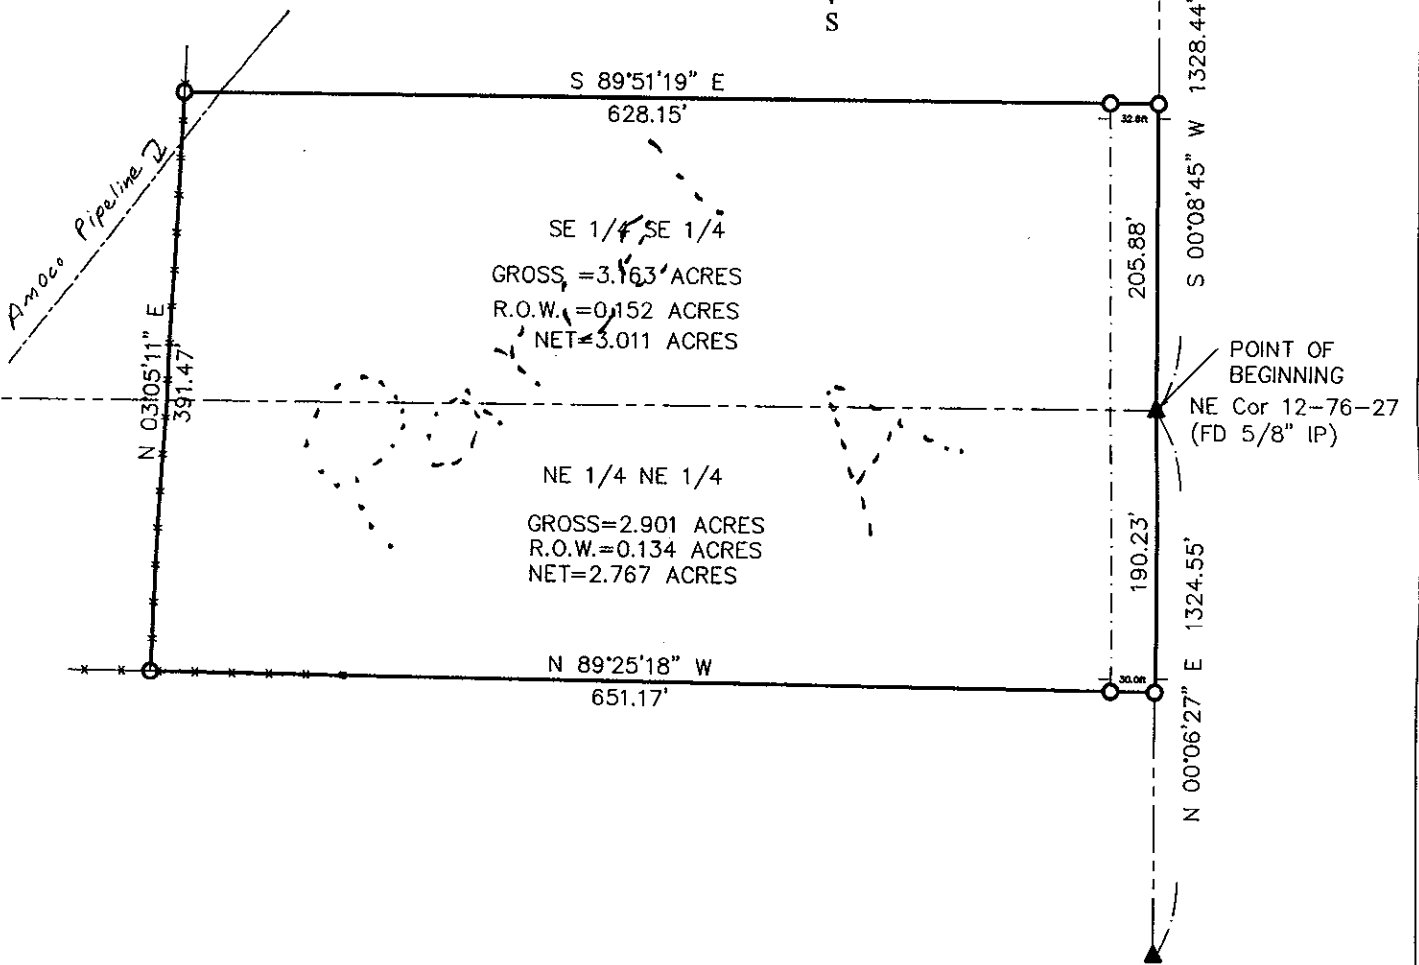 S
1328.44'
S 89°51'19" E
628.15'
32.8ft
S 00°08'45" W
Amoco Pipeline
SE 1/4 SE 1/4
GROSS =3.163 ACRES
R.O.W. =0.152 ACRES
NET=3.011 ACRES
205.88'
N 03°05'11" E
391.47'
POINT OF
BEGINNING
NE Cor 12-76-27
(FD 5/8" IP)
NE 1/4 NE 1/4
GROSS=2.901 ACRES
R.O.W.=0.134 ACRES
NET=2.767 ACRES
190.23'
1324.55'
N 89°25'18" W
651.17'
30.0ft
N 00°06'27" E